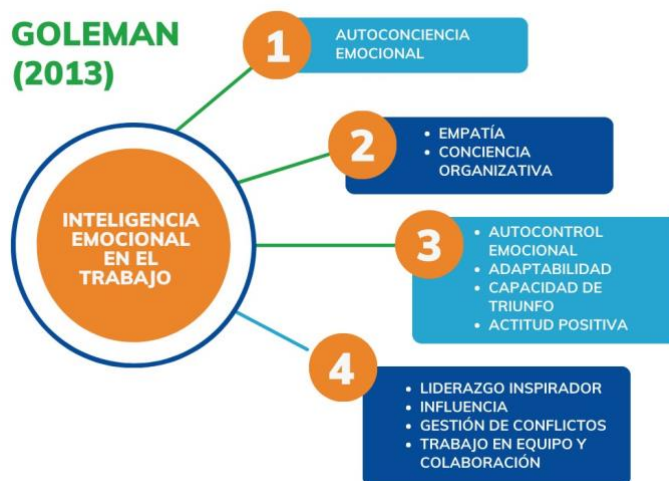 GOLEMAN
(2013)
1
AUTOCONCIENCIA
EMOCIONAL
2
• EMPATÍA
• CONCIENCIA
ORGANIZATIVA
INTELIGENCIA
EMOCIONAL
EN EL
TRABAJO
3
• AUTOCONTROL
EMOCIONAL
• ADAPTABILIDAD
• CAPACIDAD DE
TRIUNFO
• ACTITUD POSITIVA
4
• LIDERAZGO INSPIRADOR
• INFLUENCIA
• GESTIÓN DE CONFLICTOS
• TRABAJO EN EQUIPO Y
COLABORACIÓN